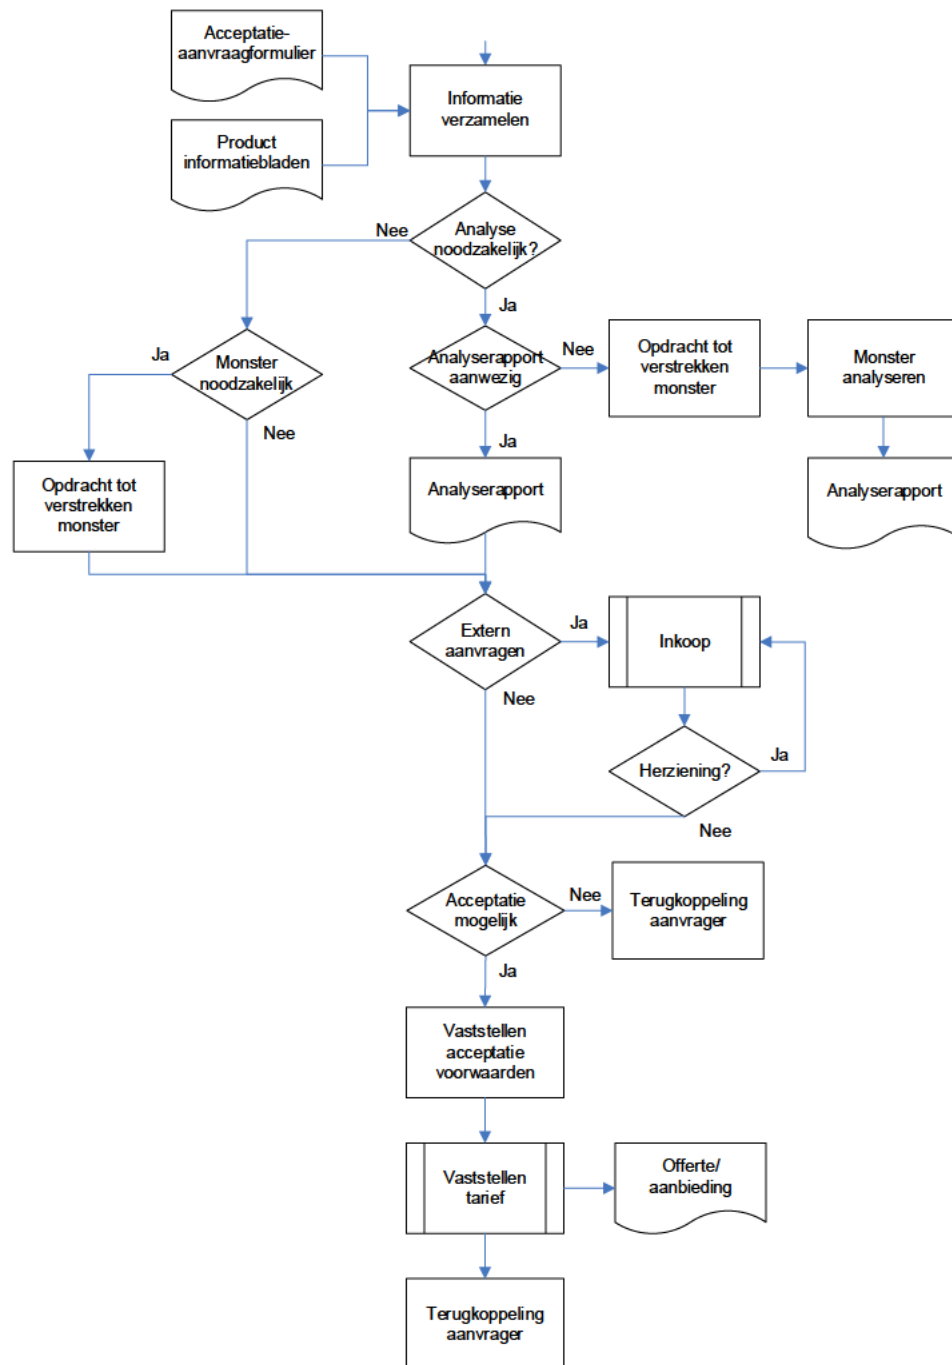 Acceptatie-
aanvraagformulier
Informatie
verzamelen
Product
informatiebladen
Nee
Analyse
noodzakelijk?
Ja
Ja
Monster
noodzakelijk
Analyserapport
aanwezig
Nee
Opdracht tot
verstrekken
monster
Monster
analyseren
Nee
Ja
Opdracht tot
verstrekken
monster
Analyserapport
Analyserapport
Extern
aanvragen
Ja
Inkoop
Nee
Herziening?
Ja
Nee
Acceptatie
mogelijk
Nee
Terugkoppeling
aanvrager
Ja
Vaststellen
acceptatie
voorwaarden
Vaststellen
tarief
Offerte/
aanbieding
Terugkoppeling
aanvrager